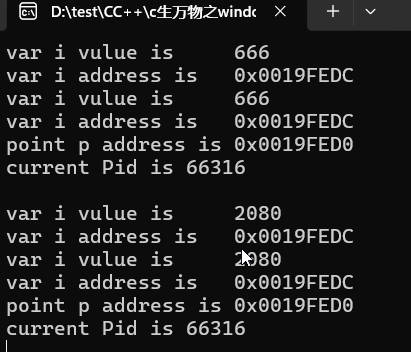 D:\test\CC++\c生万物之windo
var i vulue is     666
var i address is   0x0019FEDC
var i vulue is     666
var i address is   0x0019FEDC
point p address is 0x0019FED0
current Pid is 66316
var i vulue is     2080
var i address is   0x0019FEDC
var i vulue is     2080
var i address is   0x0019FEDC
point p address is 0x0019FED0
current Pid is 66316